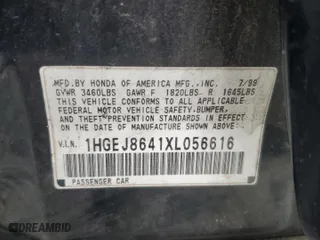 MFD. BY HONDA OF AMERICA MFG., INC. 7/99
GVWR 3460LBS GAWR F 1820LBS R 1645LBS
THIS VEHICLE CONFORMS TO ALL APPLICABLE
FEDERAL MOTOR VEHICLE SAFETY, BUMPER,
AND THEFT PREVENTION STANDARDS IN EFFECT
ON THE DATE OF MANUFACTURE SHOWN ABOVE.
V.I.N. 1HGEJ8641XL056616
PASSENGER CAR
DREAMBID.COM